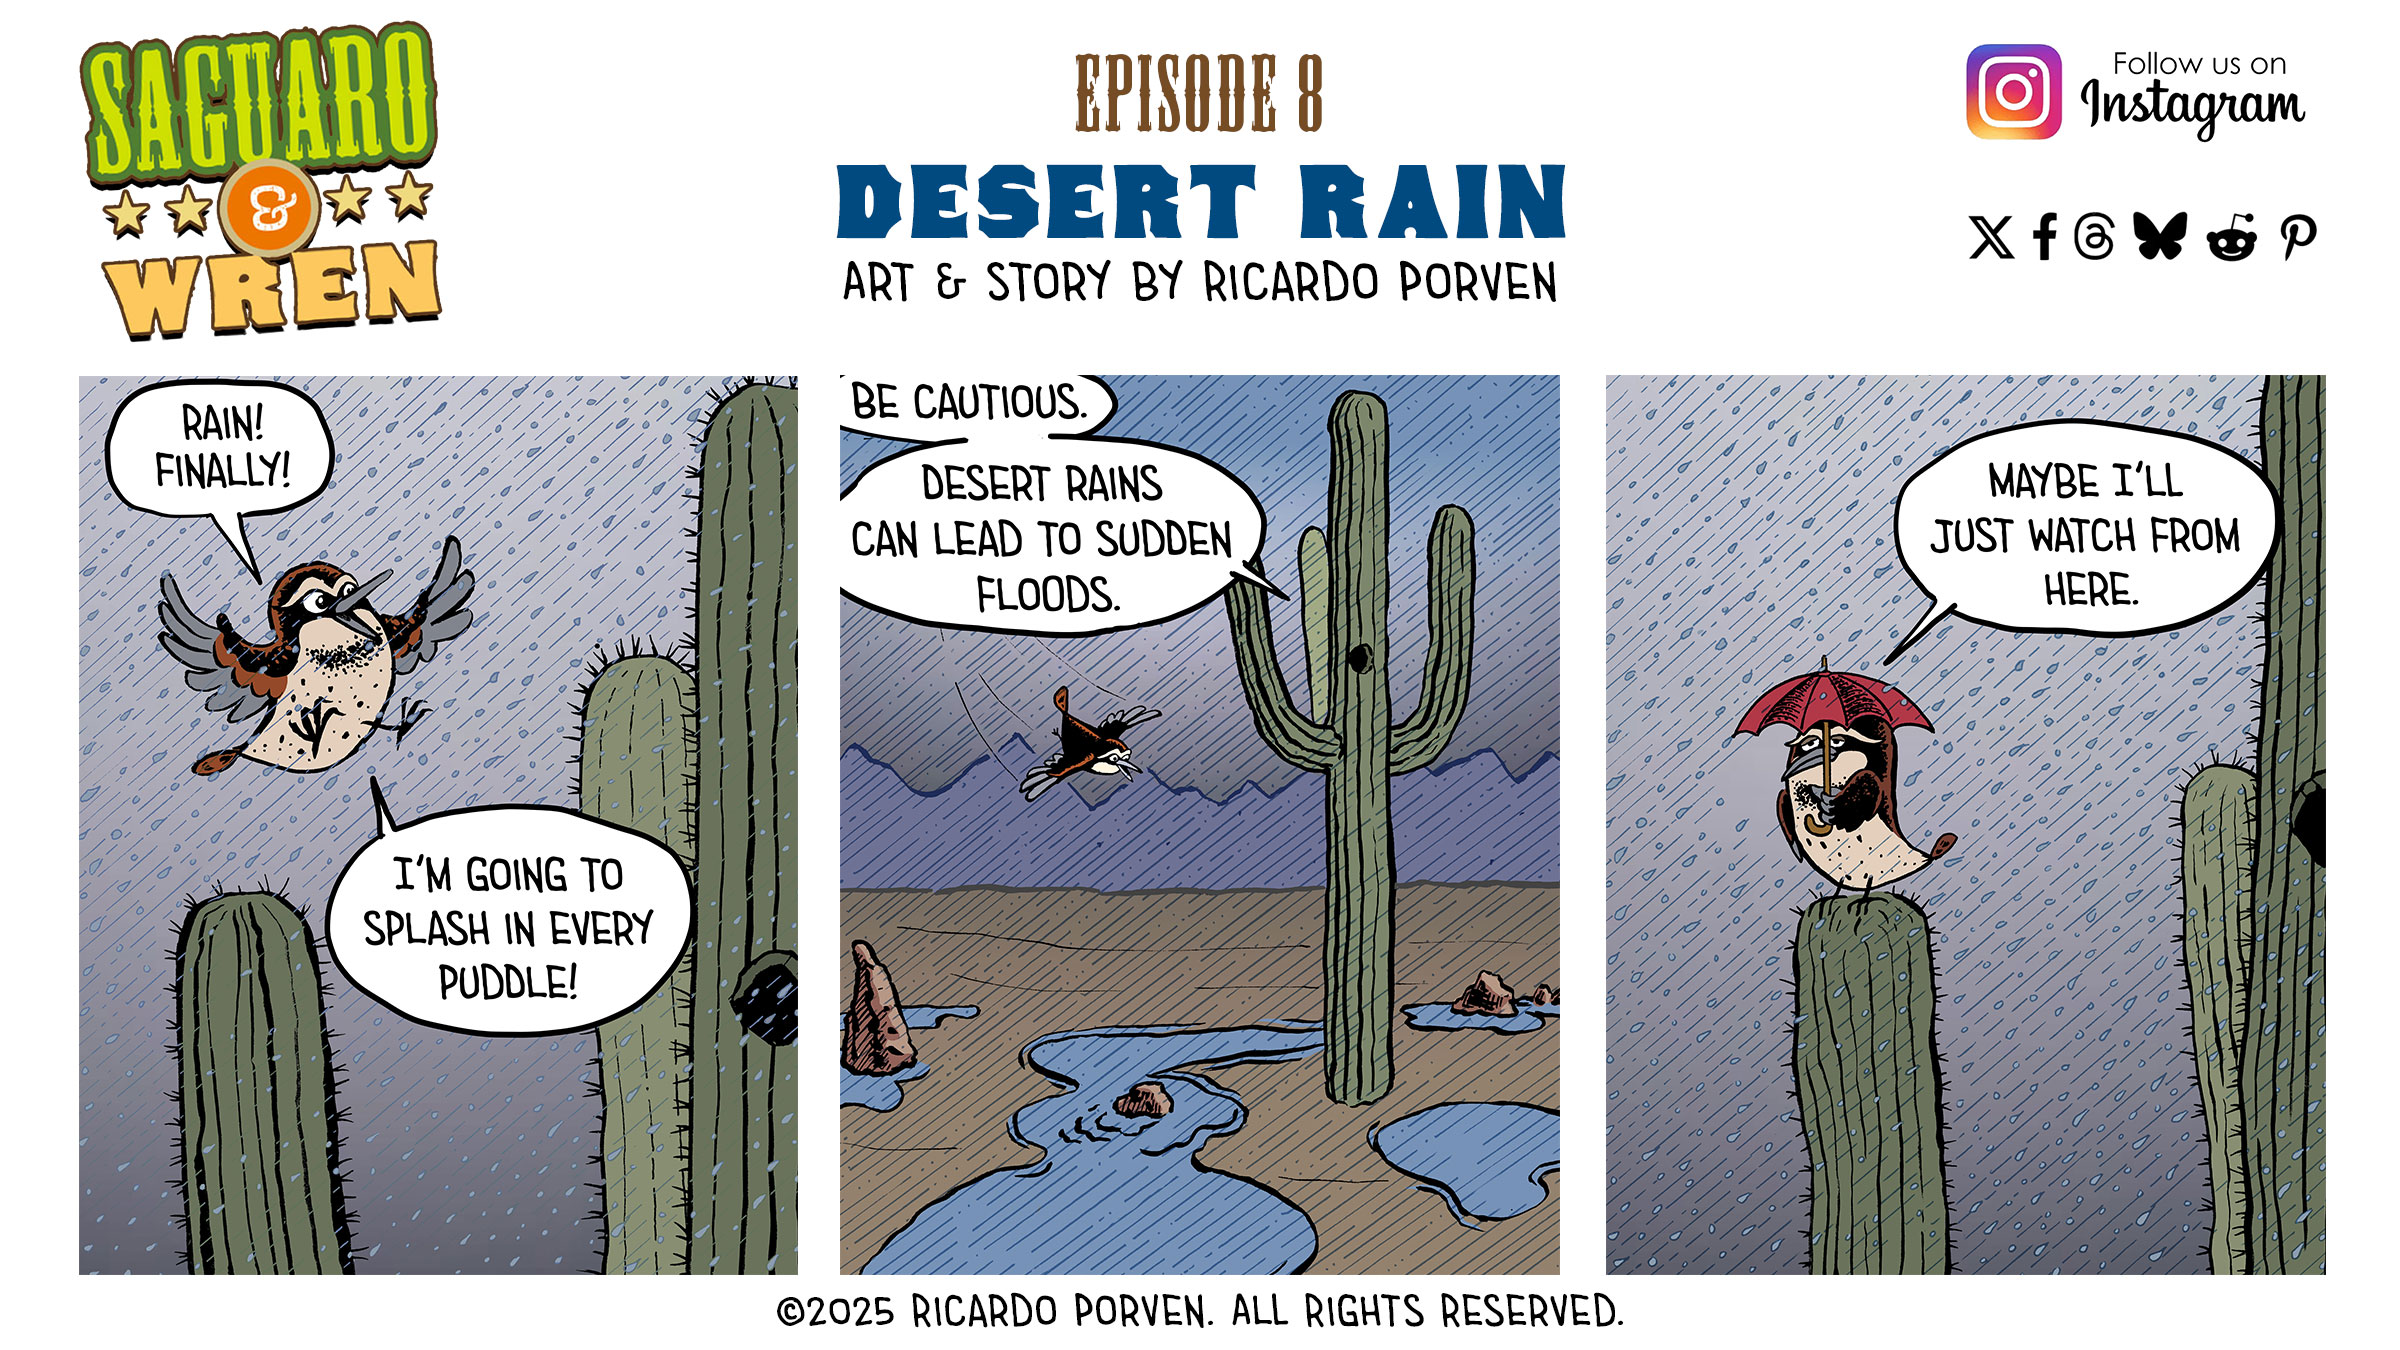 SAGUARO
&
WREN
EPISODE 8
DESERT RAIN
ART & STORY BY RICARDO PORVEN
Follow us on
Instagram
RAIN!
FINALLY!
I'M GOING TO
SPLASH IN EVERY
PUDDLE!
BE CAUTIOUS.
DESERT RAINS
CAN LEAD TO SUDDEN
FLOODS.
MAYBE I'LL
JUST WATCH FROM
HERE.
©2025 RICARDO PORVEN. ALL RIGHTS RESERVED.